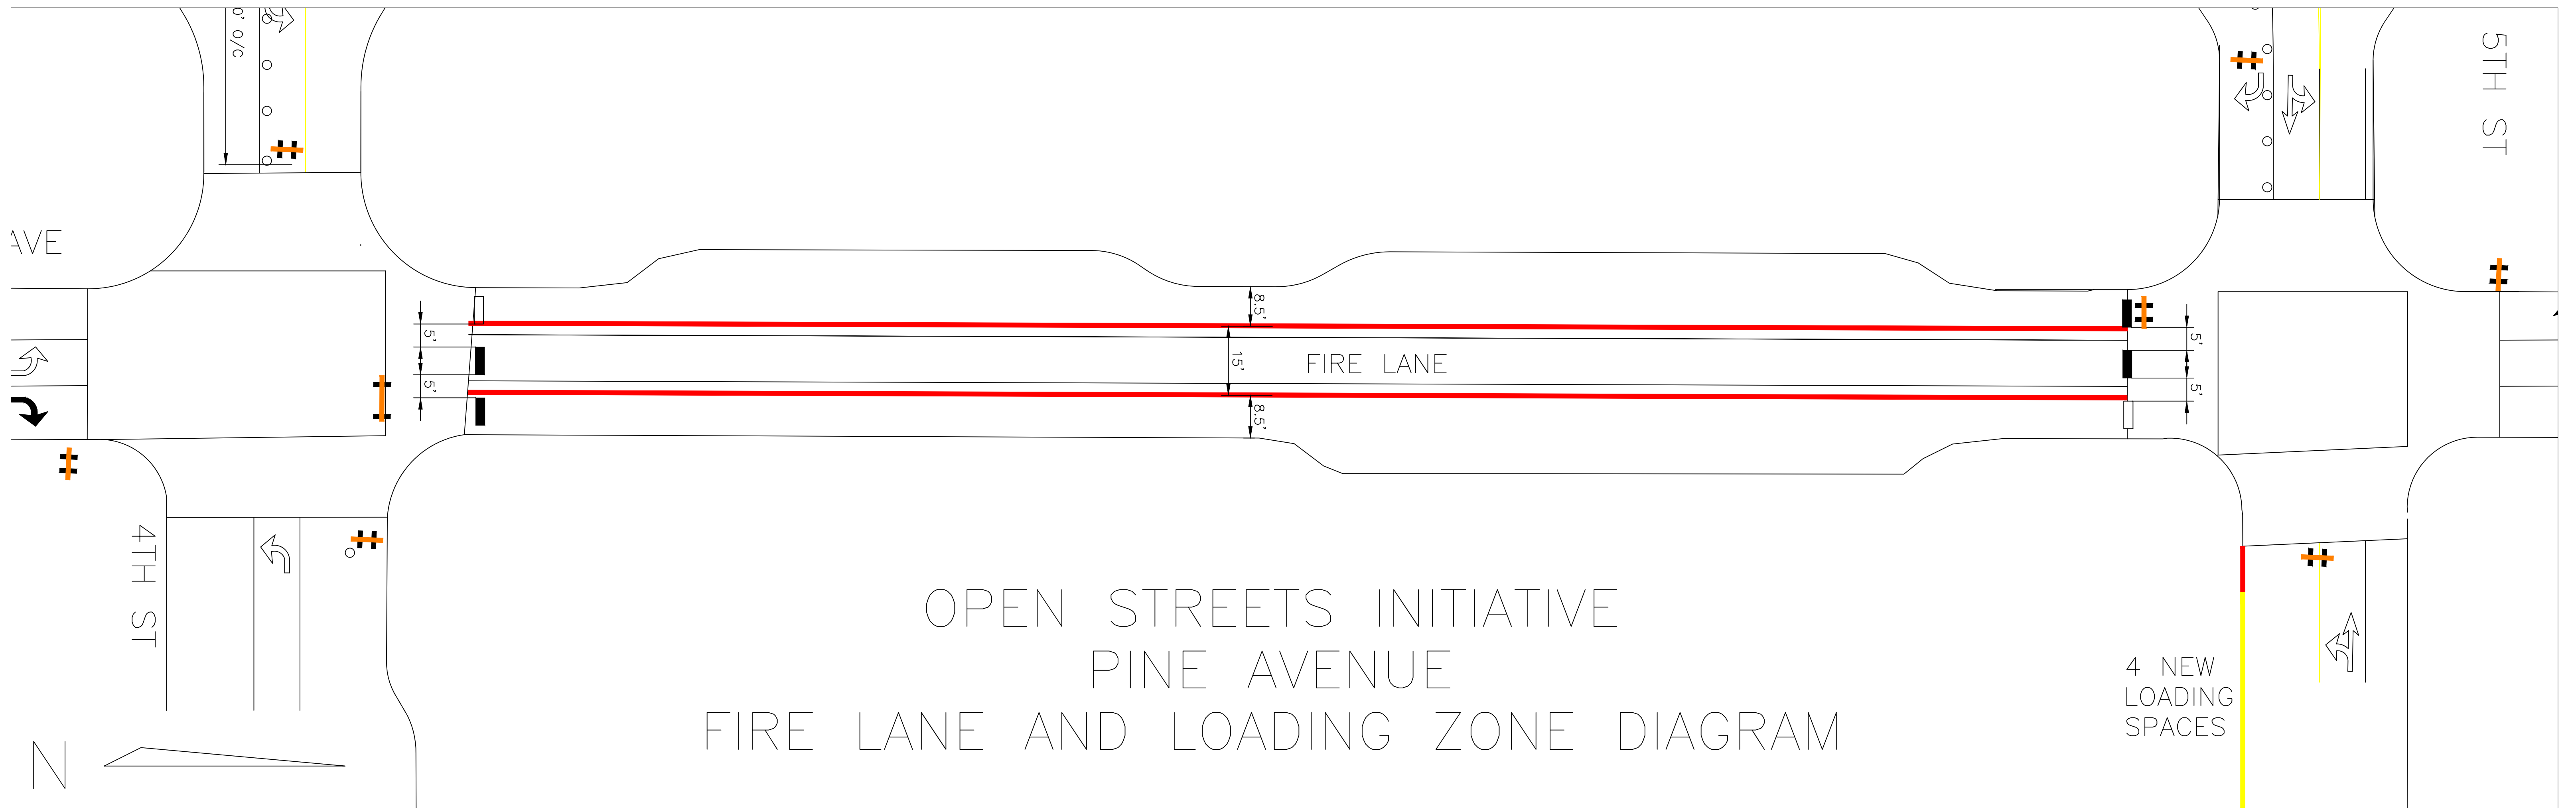 0' O/C
5TH ST
AVE
8.5'
5'
5'
15'
FIRE LANE
5'
5'
8.5'
4TH ST
OPEN STREETS INITIATIVE
PINE AVENUE
FIRE LANE AND LOADING ZONE DIAGRAM
4 NEW
LOADING
SPACES
N